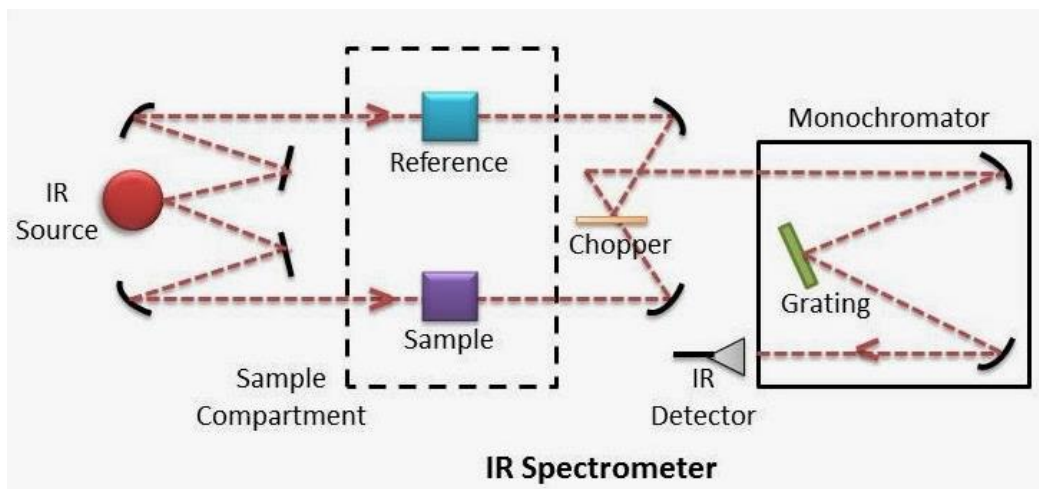 Monochromator
Reference
IR
Source
Chopper
Grating
Sample
Sample
Compartment
IR
Detector
IR Spectrometer